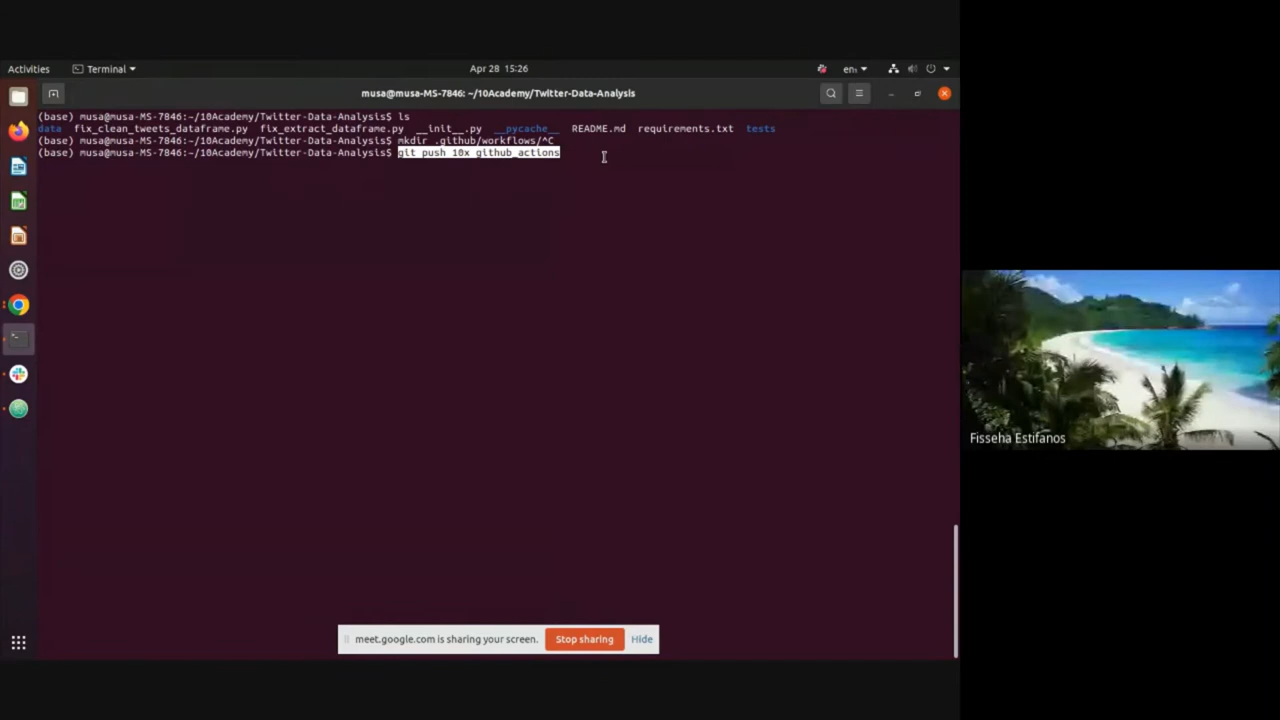 Activities
Terminal
Apr 28 15:26
en₁
musa@musa-MS-7846: ~/10Academy/Twitter-Data-Analysis
(base) musa@musa-MS-7846:~/10Academy/Twitter-Data-Analysis$ ls
data fix_clean_tweets_dataframe.py fix_extract_dataframe.py __init__.py __pycache__ README.md requirements.txt tests
(base) musa@musa-MS-7846:~/10Academy/Twitter-Data-Analysis$ mkdir .github/workflows/^C
(base) musa@musa-MS-7846:~/10Academy/Twitter-Data-Analysis$ git push 10x github_actions
Fisseha Estifanos
meet.google.com is sharing your screen.
Stop sharing
Hide